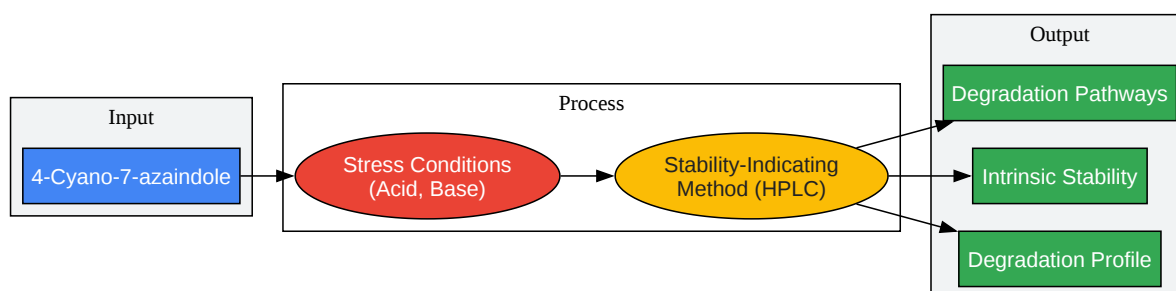 Input
4-Cyano-7-azaindole
Process
Stress Conditions
(Acid, Base)
Stability-Indicating
Method (HPLC)
Output
Degradation Pathways
Intrinsic Stability
Degradation Profile